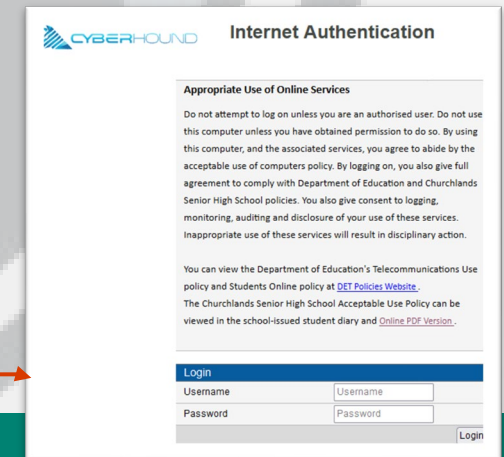 CYBERHOUND
Internet Authentication
Appropriate Use of Online Services
Do not attempt to log on unless you are an authorised user. Do not use
this computer unless you have obtained permission to do so. By using
this computer, and the associated services, you agree to abide by the
acceptable use of computers policy. By logging on, you also give full
agreement to comply with Department of Education and Churchlands
Senior High School policies. You also give consent to logging,
monitoring, auditing and disclosure of your use of these services.
Inappropriate use of these services will result in disciplinary action.
You can view the Department of Education's Telecommunications Use
policy and Students Online policy at DET Policies Website .
The Churchlands Senior High School Acceptable Use Policy can be
viewed in the school-issued student diary and Online PDF Version .
Login
Username Username
Password Password
Login